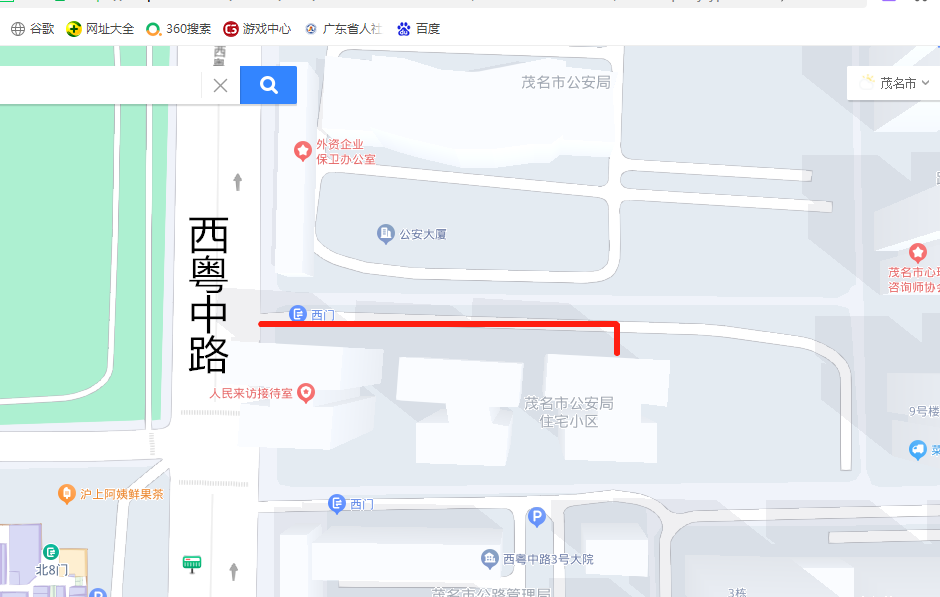 谷歌
网址大全
360搜索
游戏中心
广东省人社
百度
茂名市公安局
茂名市
外资企业
保卫办公室
公安大厦
西粤中路
茂名市心理
咨询师协会
西门
人民来访接待室
茂名市公安局
住宅小区
9号楼
菜
沪上阿姨鲜果茶
西门
P
西粤中路3号大院
北8门
茂名市公路管理局
3栋
P